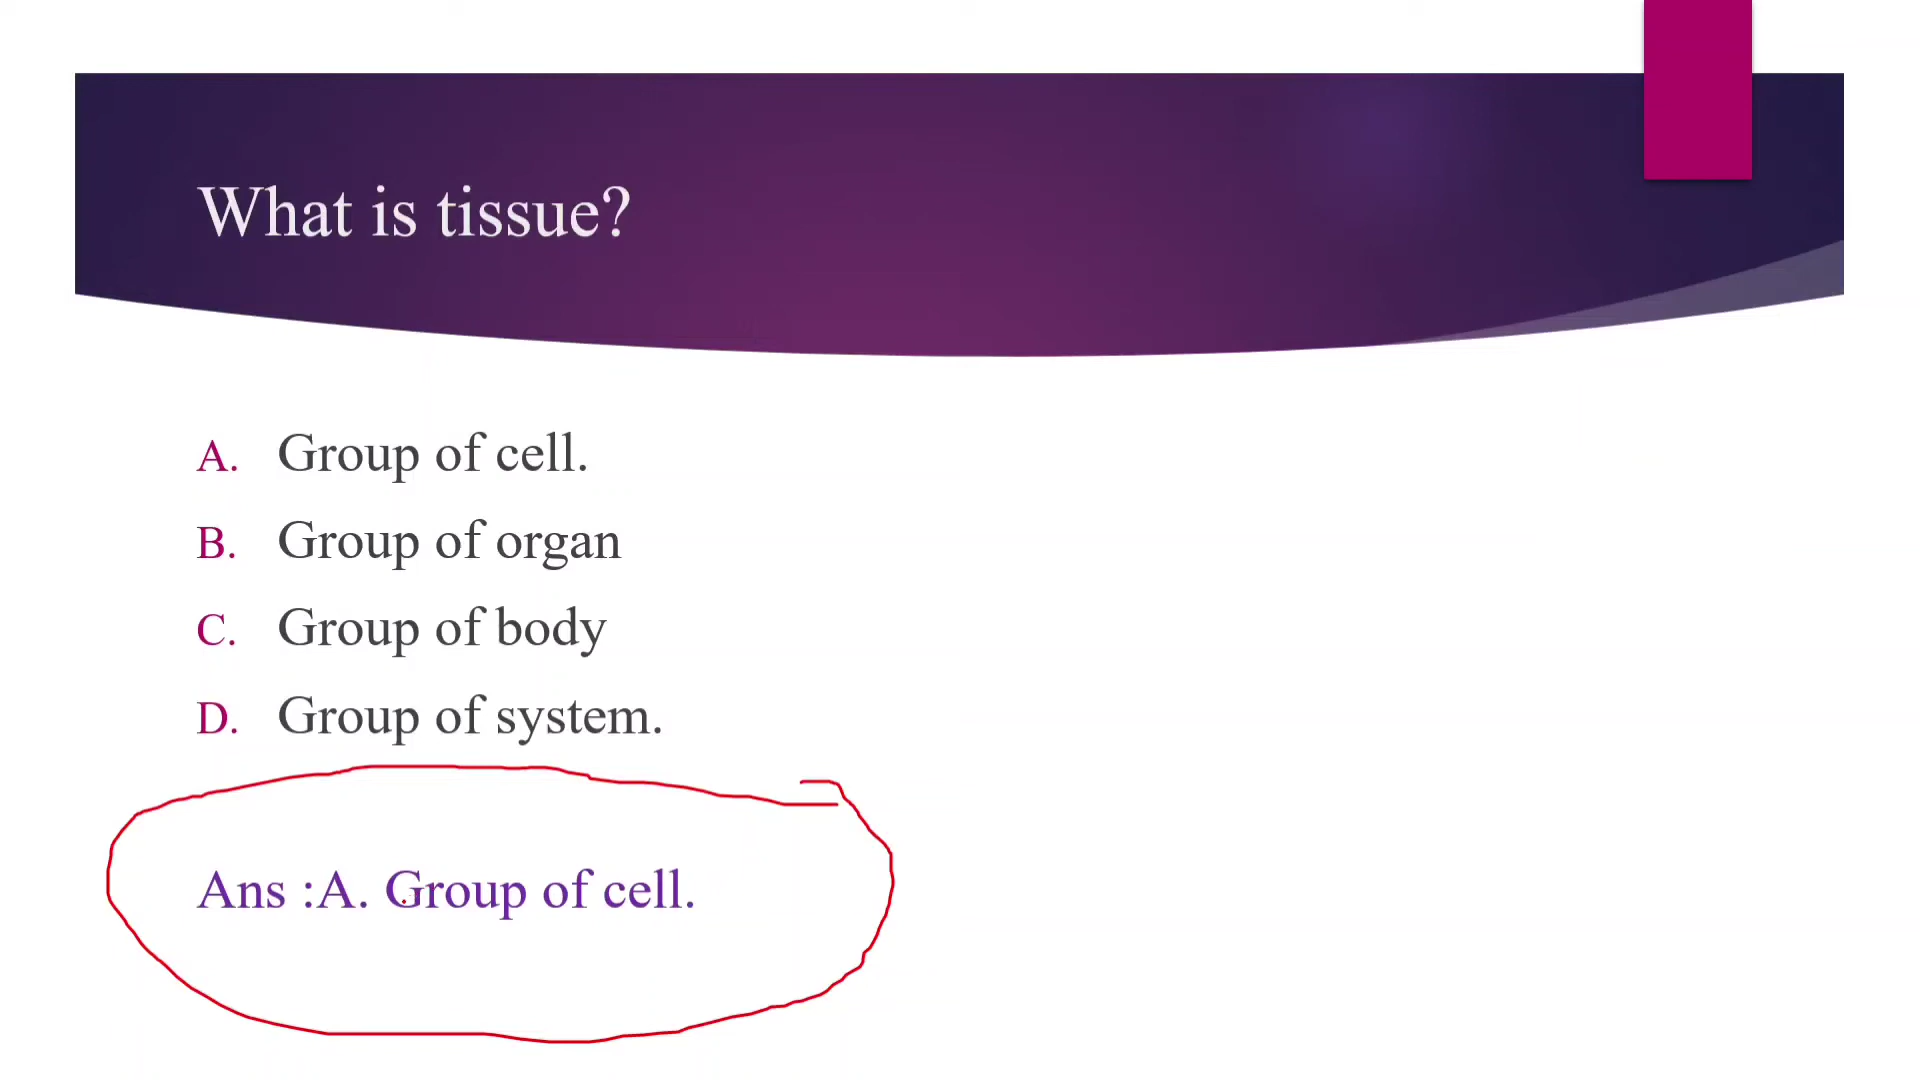 What is tissue?
A. Group of cell.
B. Group of organ
C. Group of body
D. Group of system.
Ans :A. Group of cell.